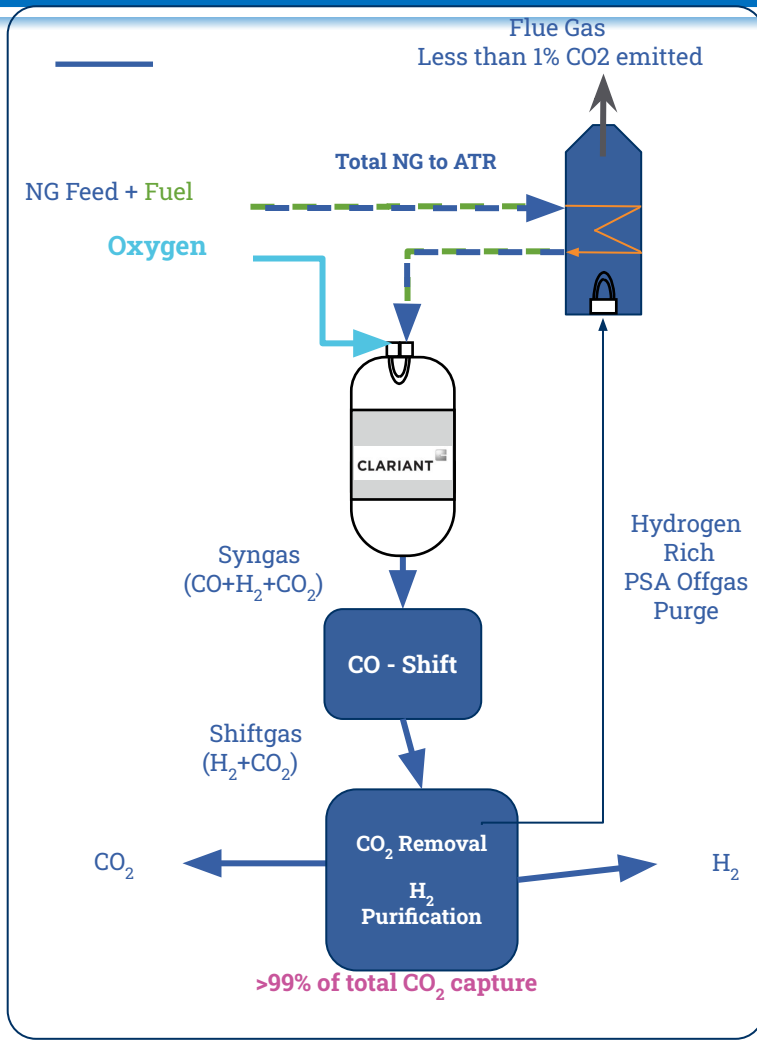 Flue Gas
Less than 1% CO2 emitted
Total NG to ATR
NG Feed + Fuel
Oxygen
CLARIANT
Hydrogen
Rich
PSA Offgas
Purge
Syngas
(CO+H₂+CO₂)
CO - Shift
Shiftgas
(H₂+CO₂)
CO₂ Removal
H₂
Purification
CO₂
H₂
>99% of total CO₂ capture